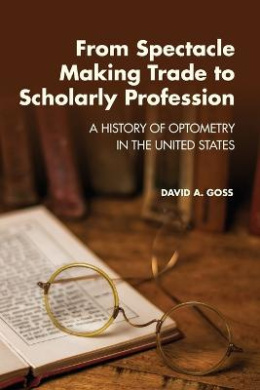 From Spectacle
Making Trade to
Scholarly Profession
A HISTORY OF OPTOMETRY
IN THE UNITED STATES
DAVID A. GOSS